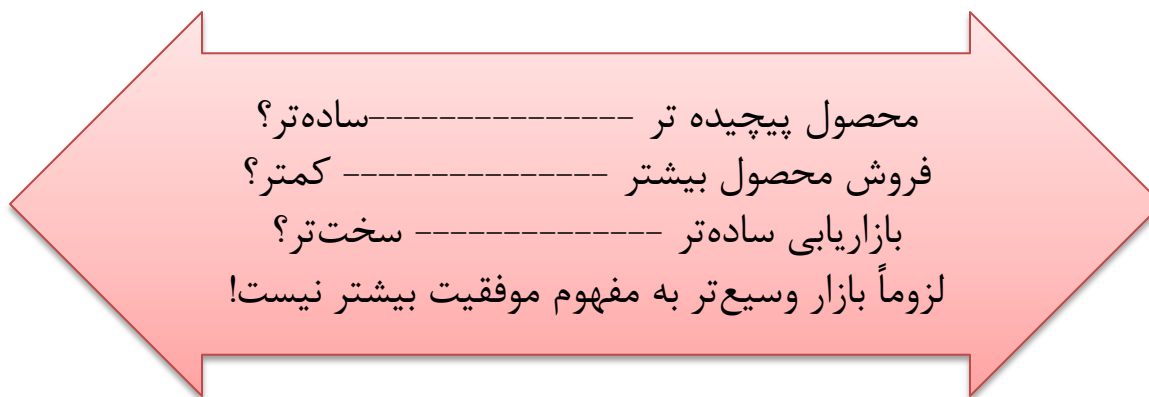 محصول پیچیده تر ---------------ساده‌تر؟
فروش محصول بیشتر --------------- کمتر؟
بازاریابی ساده‌تر -------------- سخت‌تر؟
لزوماً بازار وسیع‌تر به مفهوم موفقیت بیشتر نیست!